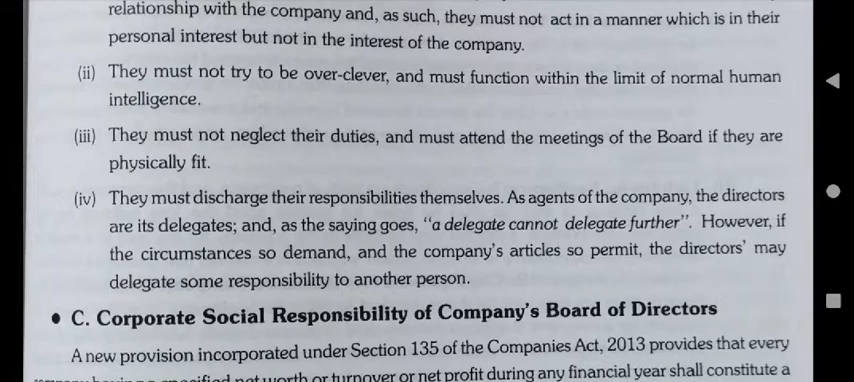 relationship with the company and, as such, they must not act in a manner which is in their
personal interest but not in the interest of the company.
(ii) They must not try to be over-clever, and must function within the limit of normal human
intelligence.
(iii) They must not neglect their duties, and must attend the meetings of the Board if they are
physically fit.
(iv) They must discharge their responsibilities themselves. As agents of the company, the directors
are its delegates; and, as the saying goes, “a delegate cannot delegate further”. However, if
the circumstances so demand, and the company’s articles so permit, the directors’ may
delegate some responsibility to another person.
• C. Corporate Social Responsibility of Company’s Board of Directors
A new provision incorporated under Section 135 of the Companies Act, 2013 provides that every
company having a specified net worth or turnover or net profit during any financial year shall constitute a